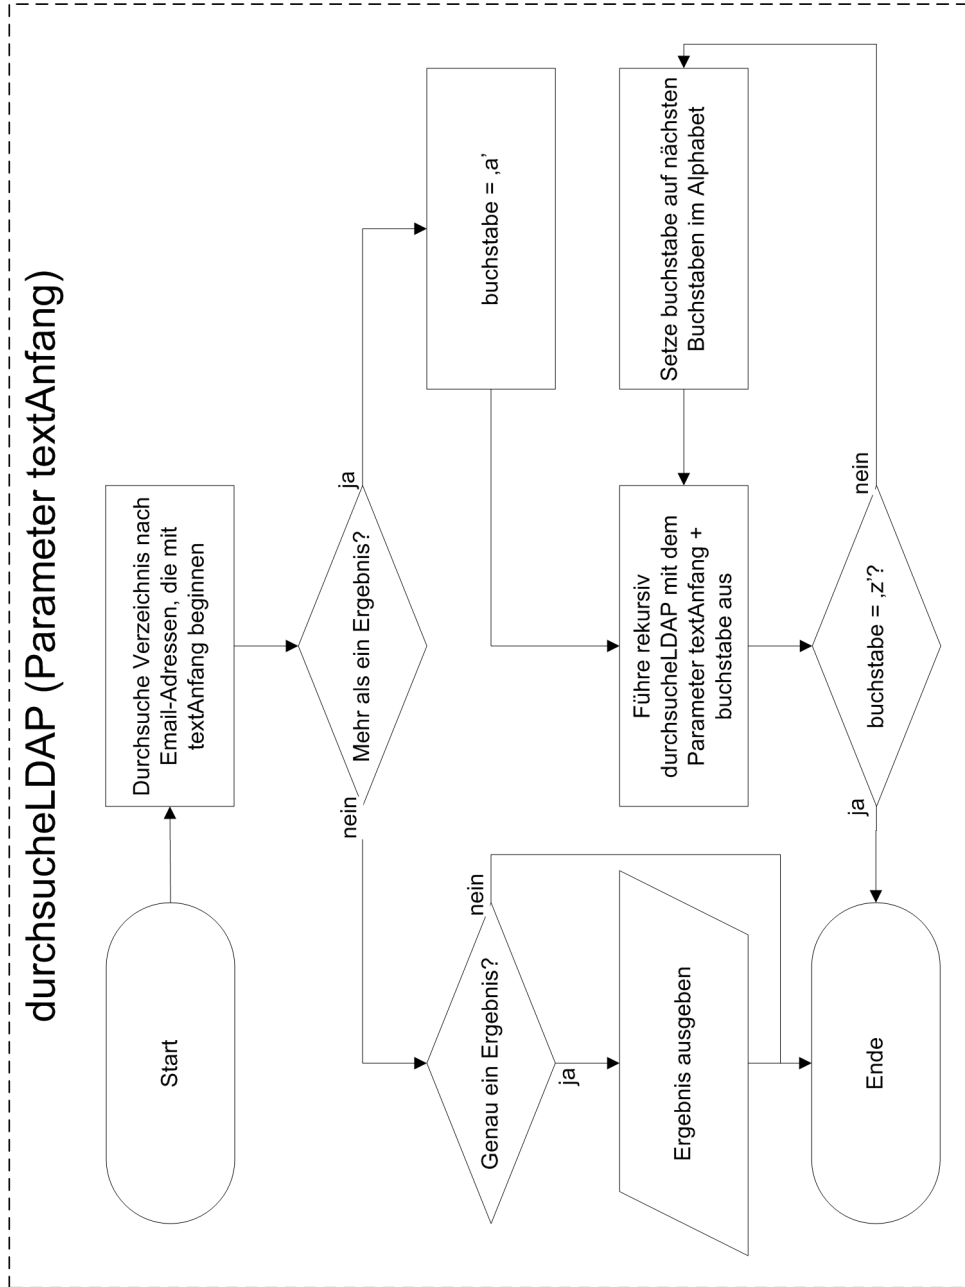 durchsucheLDAP (Parameter textAnfang)
Start
Durchsuche Verzeichnis nach
Email-Adressen, die mit
textAnfang beginnen
Mehr als ein Ergebnis?
nein
ja
Genau ein Ergebnis?
nein
ja
buchstabe = ‚a’
Ergebnis ausgeben
Führe rekursiv
durchsucheLDAP mit dem
Parameter textAnfang +
buchstabe aus
Setze buchstabe auf nächsten
Buchstaben im Alphabet
Ende
ja
buchstabe = ‚z’?
nein